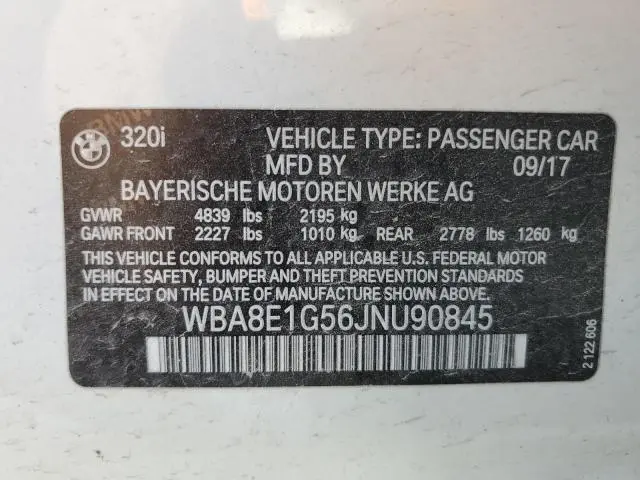 BMW
320i VEHICLE TYPE: PASSENGER CAR
MFD BY 09/17
BAYERISCHE MOTOREN WERKE AG
GVWR 4839 lbs 2195 kg
GAWR FRONT 2227 lbs 1010 kg REAR 2778 lbs 1260 kg
THIS VEHICLE CONFORMS TO ALL APPLICABLE U.S. FEDERAL MOTOR
VEHICLE SAFETY, BUMPER AND THEFT PREVENTION STANDARDS
IN EFFECT ON THE DATE OF MANUFACTURE SHOWN ABOVE.
WBA8E1G56JNU90845
2 122 606